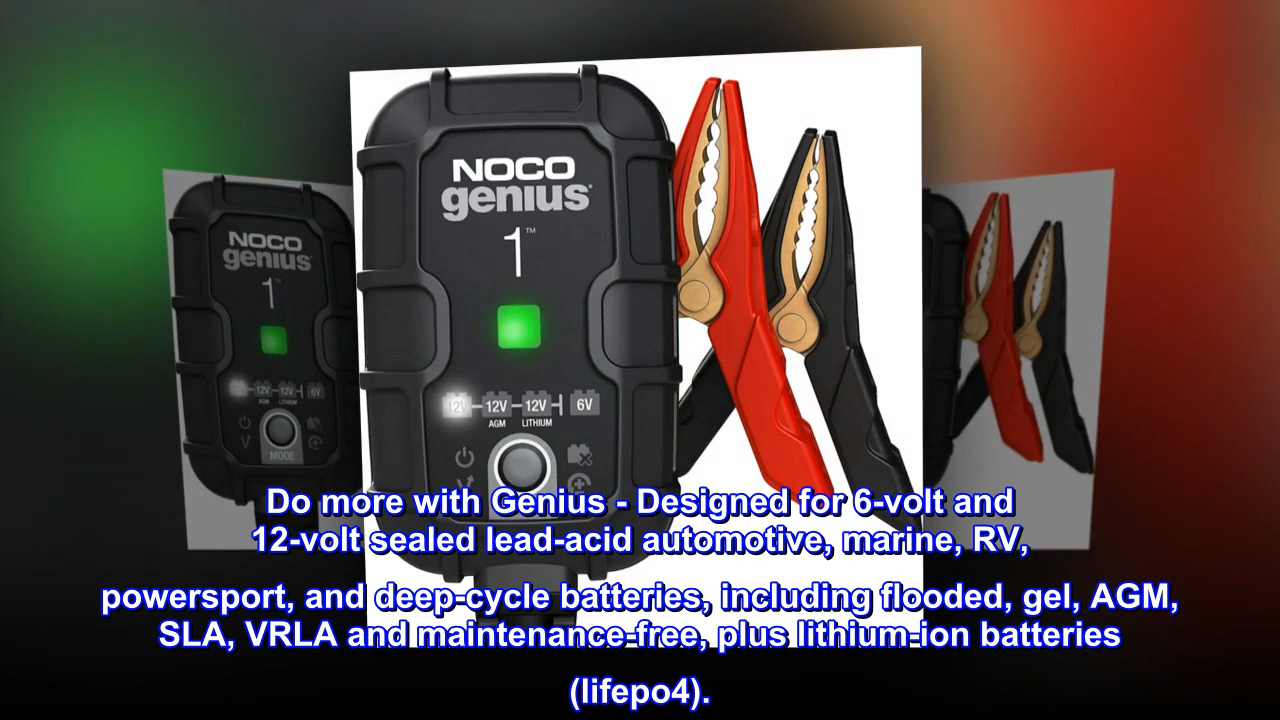 NOCO
genius
1™
12V
12V
12V
6V
AGM
LITHIUM
NOCO
genius
1
12V
12V
6V
AGM
LITHIUM
MODE
Do more with Genius - Designed for 6-volt and
12-volt sealed lead-acid automotive, marine, RV,
powersport, and deep-cycle batteries, including flooded, gel, AGM,
SLA, VRLA and maintenance-free, plus lithium-ion batteries
(lifepo4).